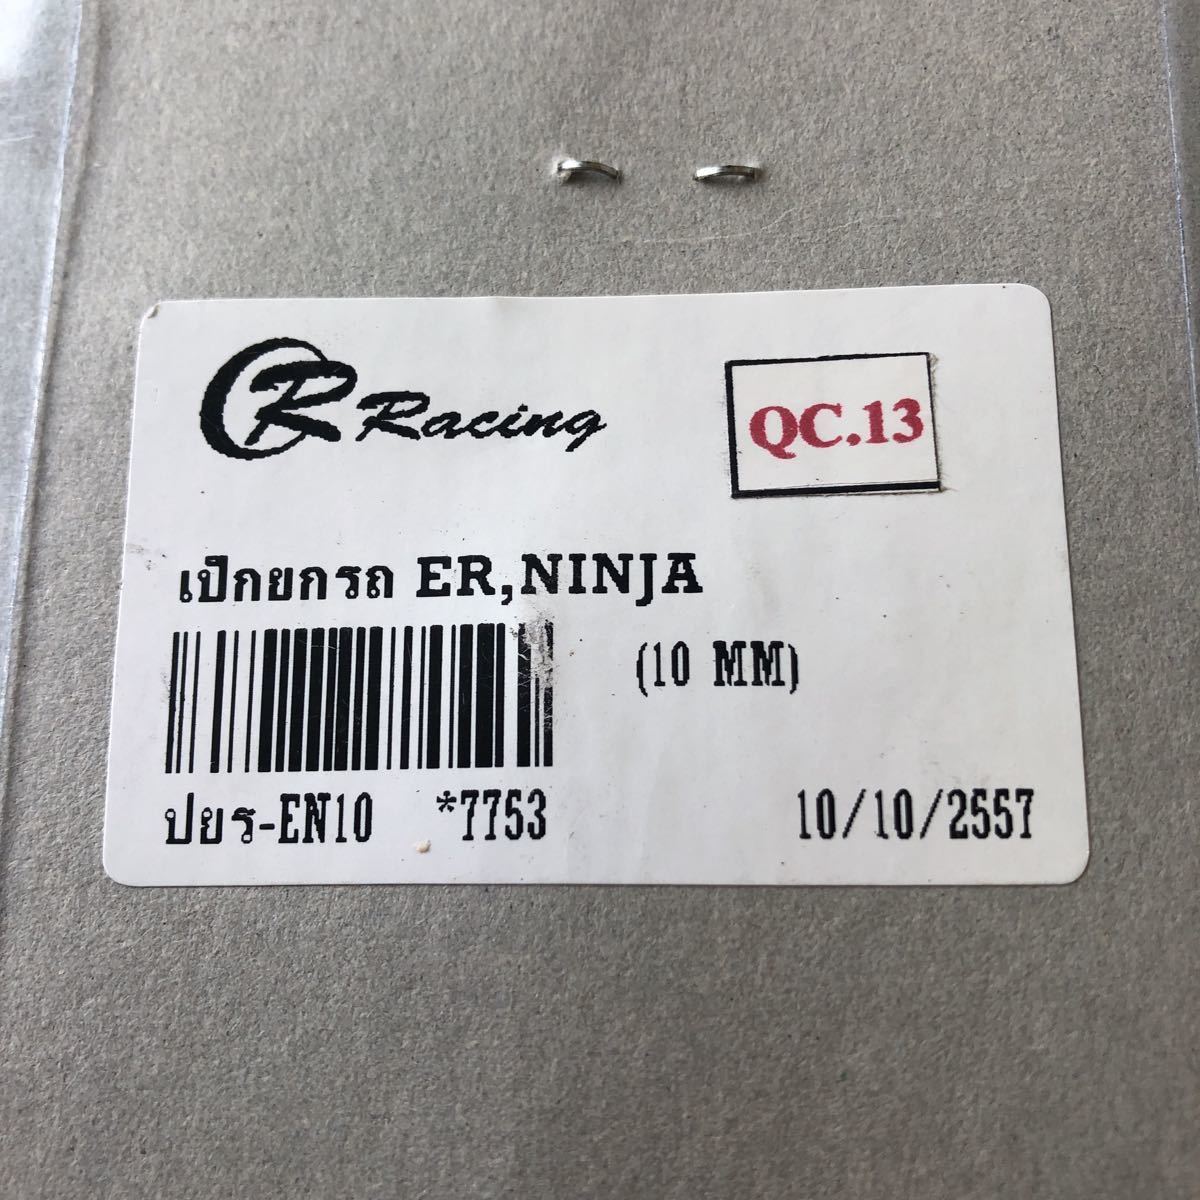 CR Racing
QC.13
เป๊กยกรถ ER,NINJA
(10 MM)
ปยร-EN10 *7753
10/10/2557